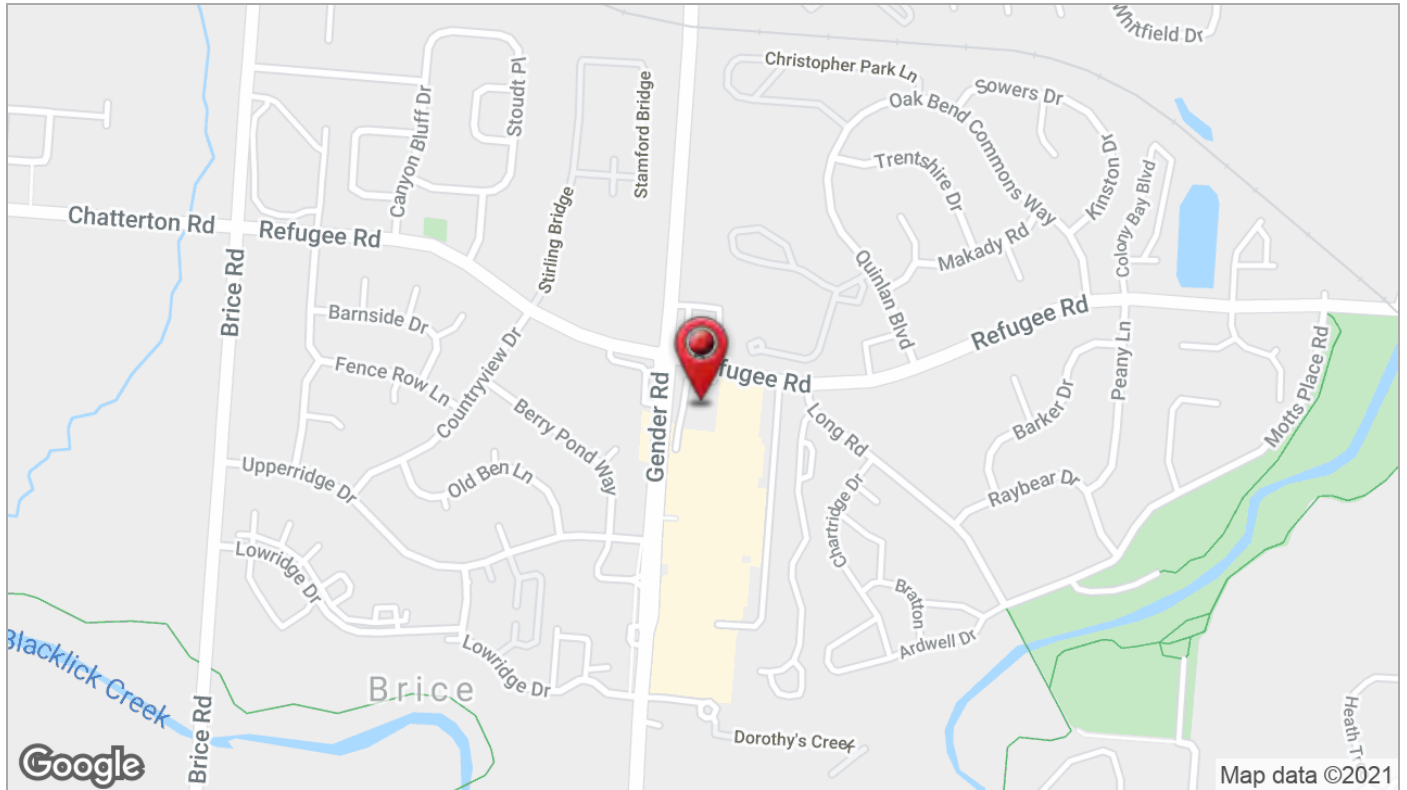 Whitfield Dr
Christopher Park Ln
Sowers Dr
Oak Bend Commons Way
Stoudt Pl
Canyon Bluff Dr
Stamford Bridge
Trentshire Dr
Kinston Dr
Colony Bay Blvd
Stirling Bridge
Makady Rd
Quinlan Blvd
Chatterton Rd
Refugee Rd
Brice Rd
Barnside Dr
Countryview Dr
Refugee Rd
Peany Ln
Motts Place Rd
Fence Row Ln
fugee Rd
Gender Rd
Berry Pond Way
Long Rd
Barker Dr
Upperridge Dr
Old Ben Ln
Raybear Dr
Chartridge Dr
Lowridge Dr
Bratton
Ardwell Dr
Blacklick Creek
Lowridge Dr
Brice
Brice Rd
Dorothy's Creek
Heath Tr
Google
Map data ©2021